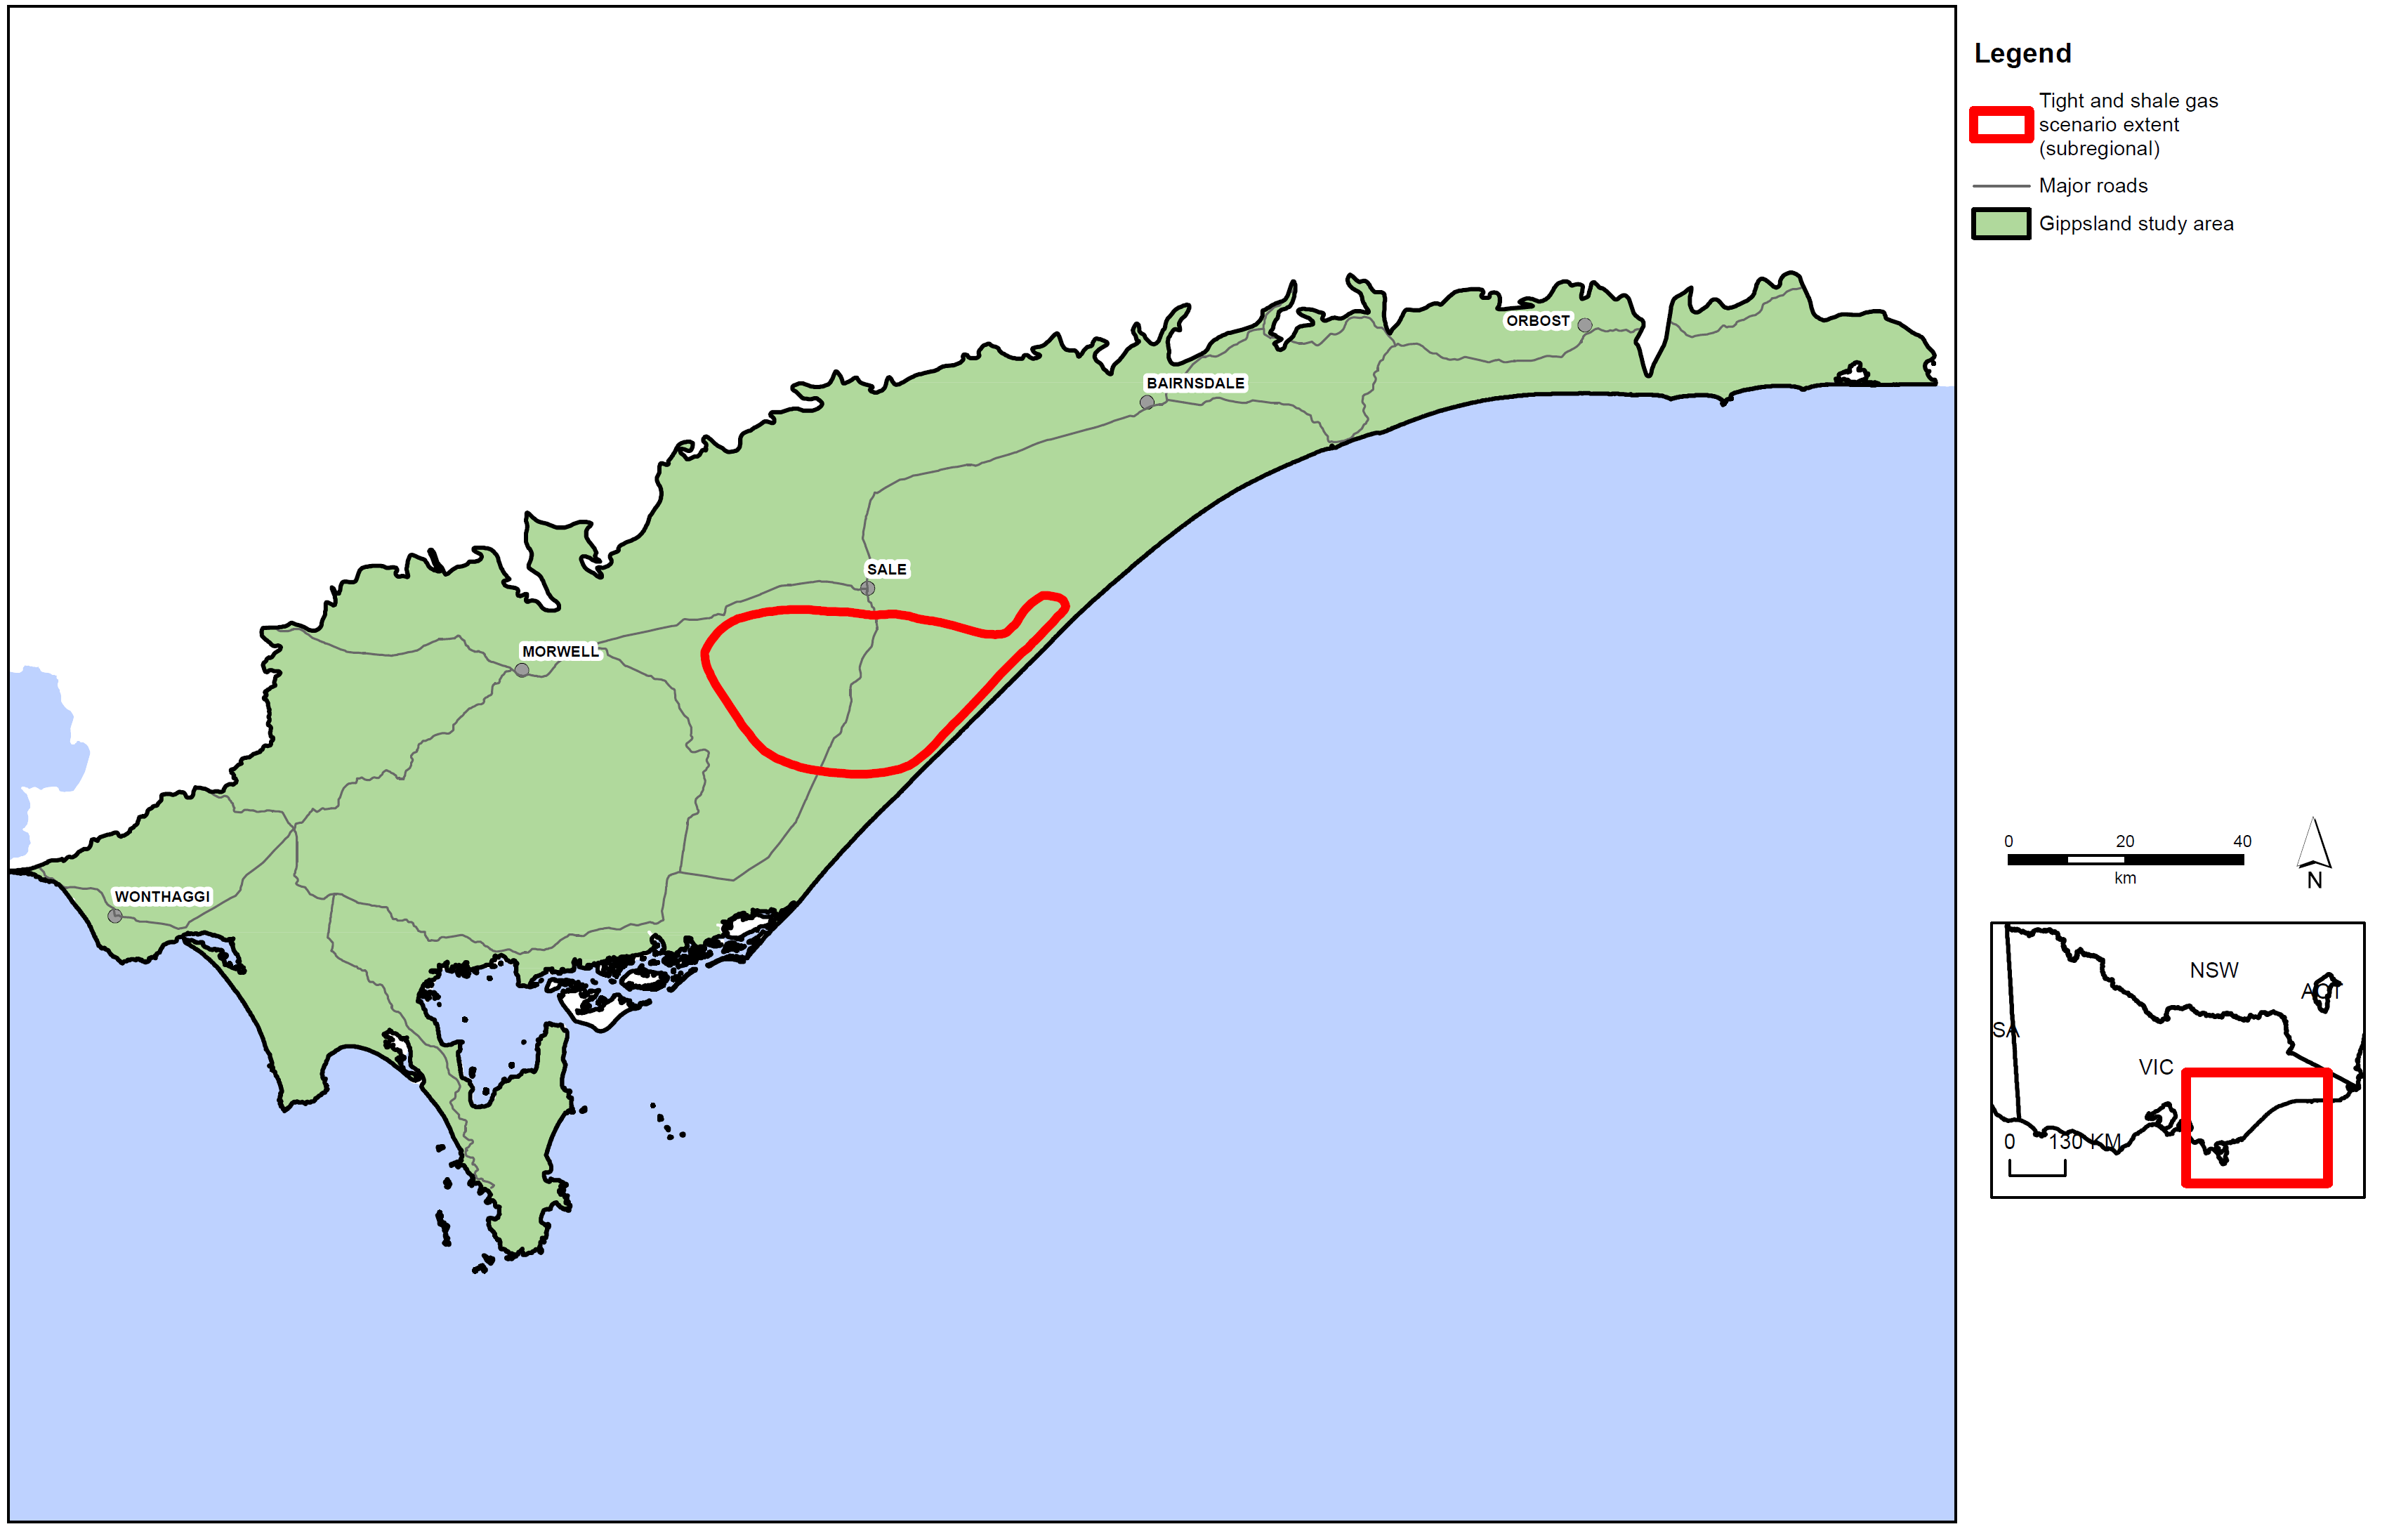 Legend
Tight and shale gas
scenario extent
(subregional)
Major roads
Gippsland study area
ORBOST
BAIRNSDALE
SALE
MORWELL
WONTHAGGI
0 20 40
km
N
NSW
ACT
SA
VIC
0 130 KM